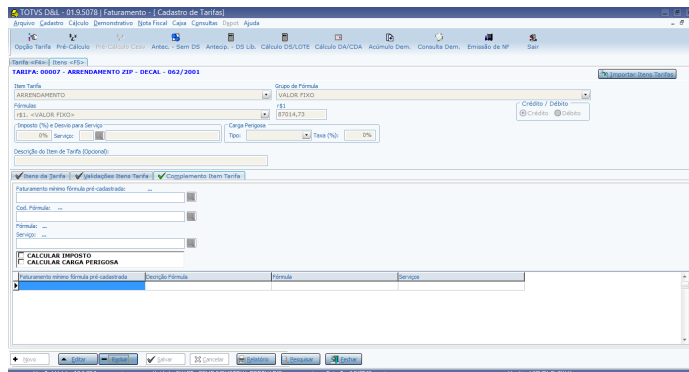 TOTVS D&L - 01.9.5078 | Faturamento - [ Cadastro de Tarifas]
Arquivo Cadastro Cálculo Demonstrativo Nota Fiscal Caixa Consultas Depot Ajuda
Opção Tarifa Pré-Cálculo Pré-Cálculo Cesv Antec. - Sem DS Antecip. - DS Lib. Cálculo DS/LOTE Cálculo DA/CDA Acúmulo Dem. Consulta Dem. Emissão de NF Sair
Tarifa <F4> Itens <F5>
TARIFA: 00007 - ARRENDAMENTO ZIP - DECAL - 062/2001
Importar Itens Tarifas
Item Tarifa Grupo de Fórmula
ARRENDAMENTO VALOR FIXO
Fórmulas r$1 Crédito / Débito
r$1. <VALOR FIXO> 87014,73 Crédito Débito
Imposto (%) e Desvio para Serviço Carga Perigosa
0% Serviço: Tipo: Taxa (%): 0%
Descrição do Item de Tarifa (Opcional):
Itens da Tarifa Validações Itens Tarifa Complemento Item Tarifa
Faturamento mínimo fórmula pré-cadastrada: ...
Cod. Fórmula: ...
Fórmula: ...
Serviço: ...
CALCULAR IMPOSTO
CALCULAR CARGA PERIGOSA
Faturamento mínimo fórmula pré-cadastrada Decrição Fórmula Fórmula Serviços
Novo Editar Excluir Salvar Cancelar Relatório Pesquisar Fechar